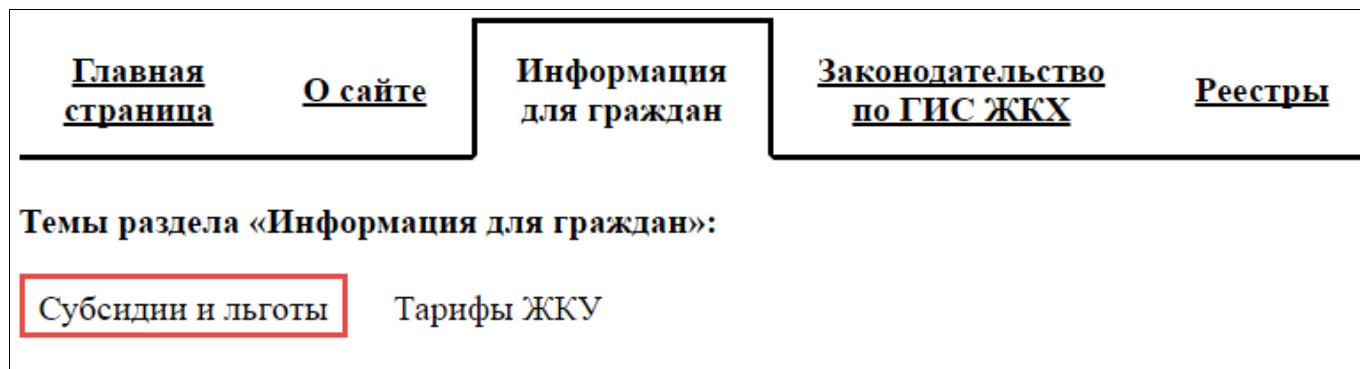 Главная страница
О сайте
Информация для граждан
Законодательство по ГИС ЖКХ
Реестры
Темы раздела «Информация для граждан»:
Субсидии и льготы Тарифы ЖКУ